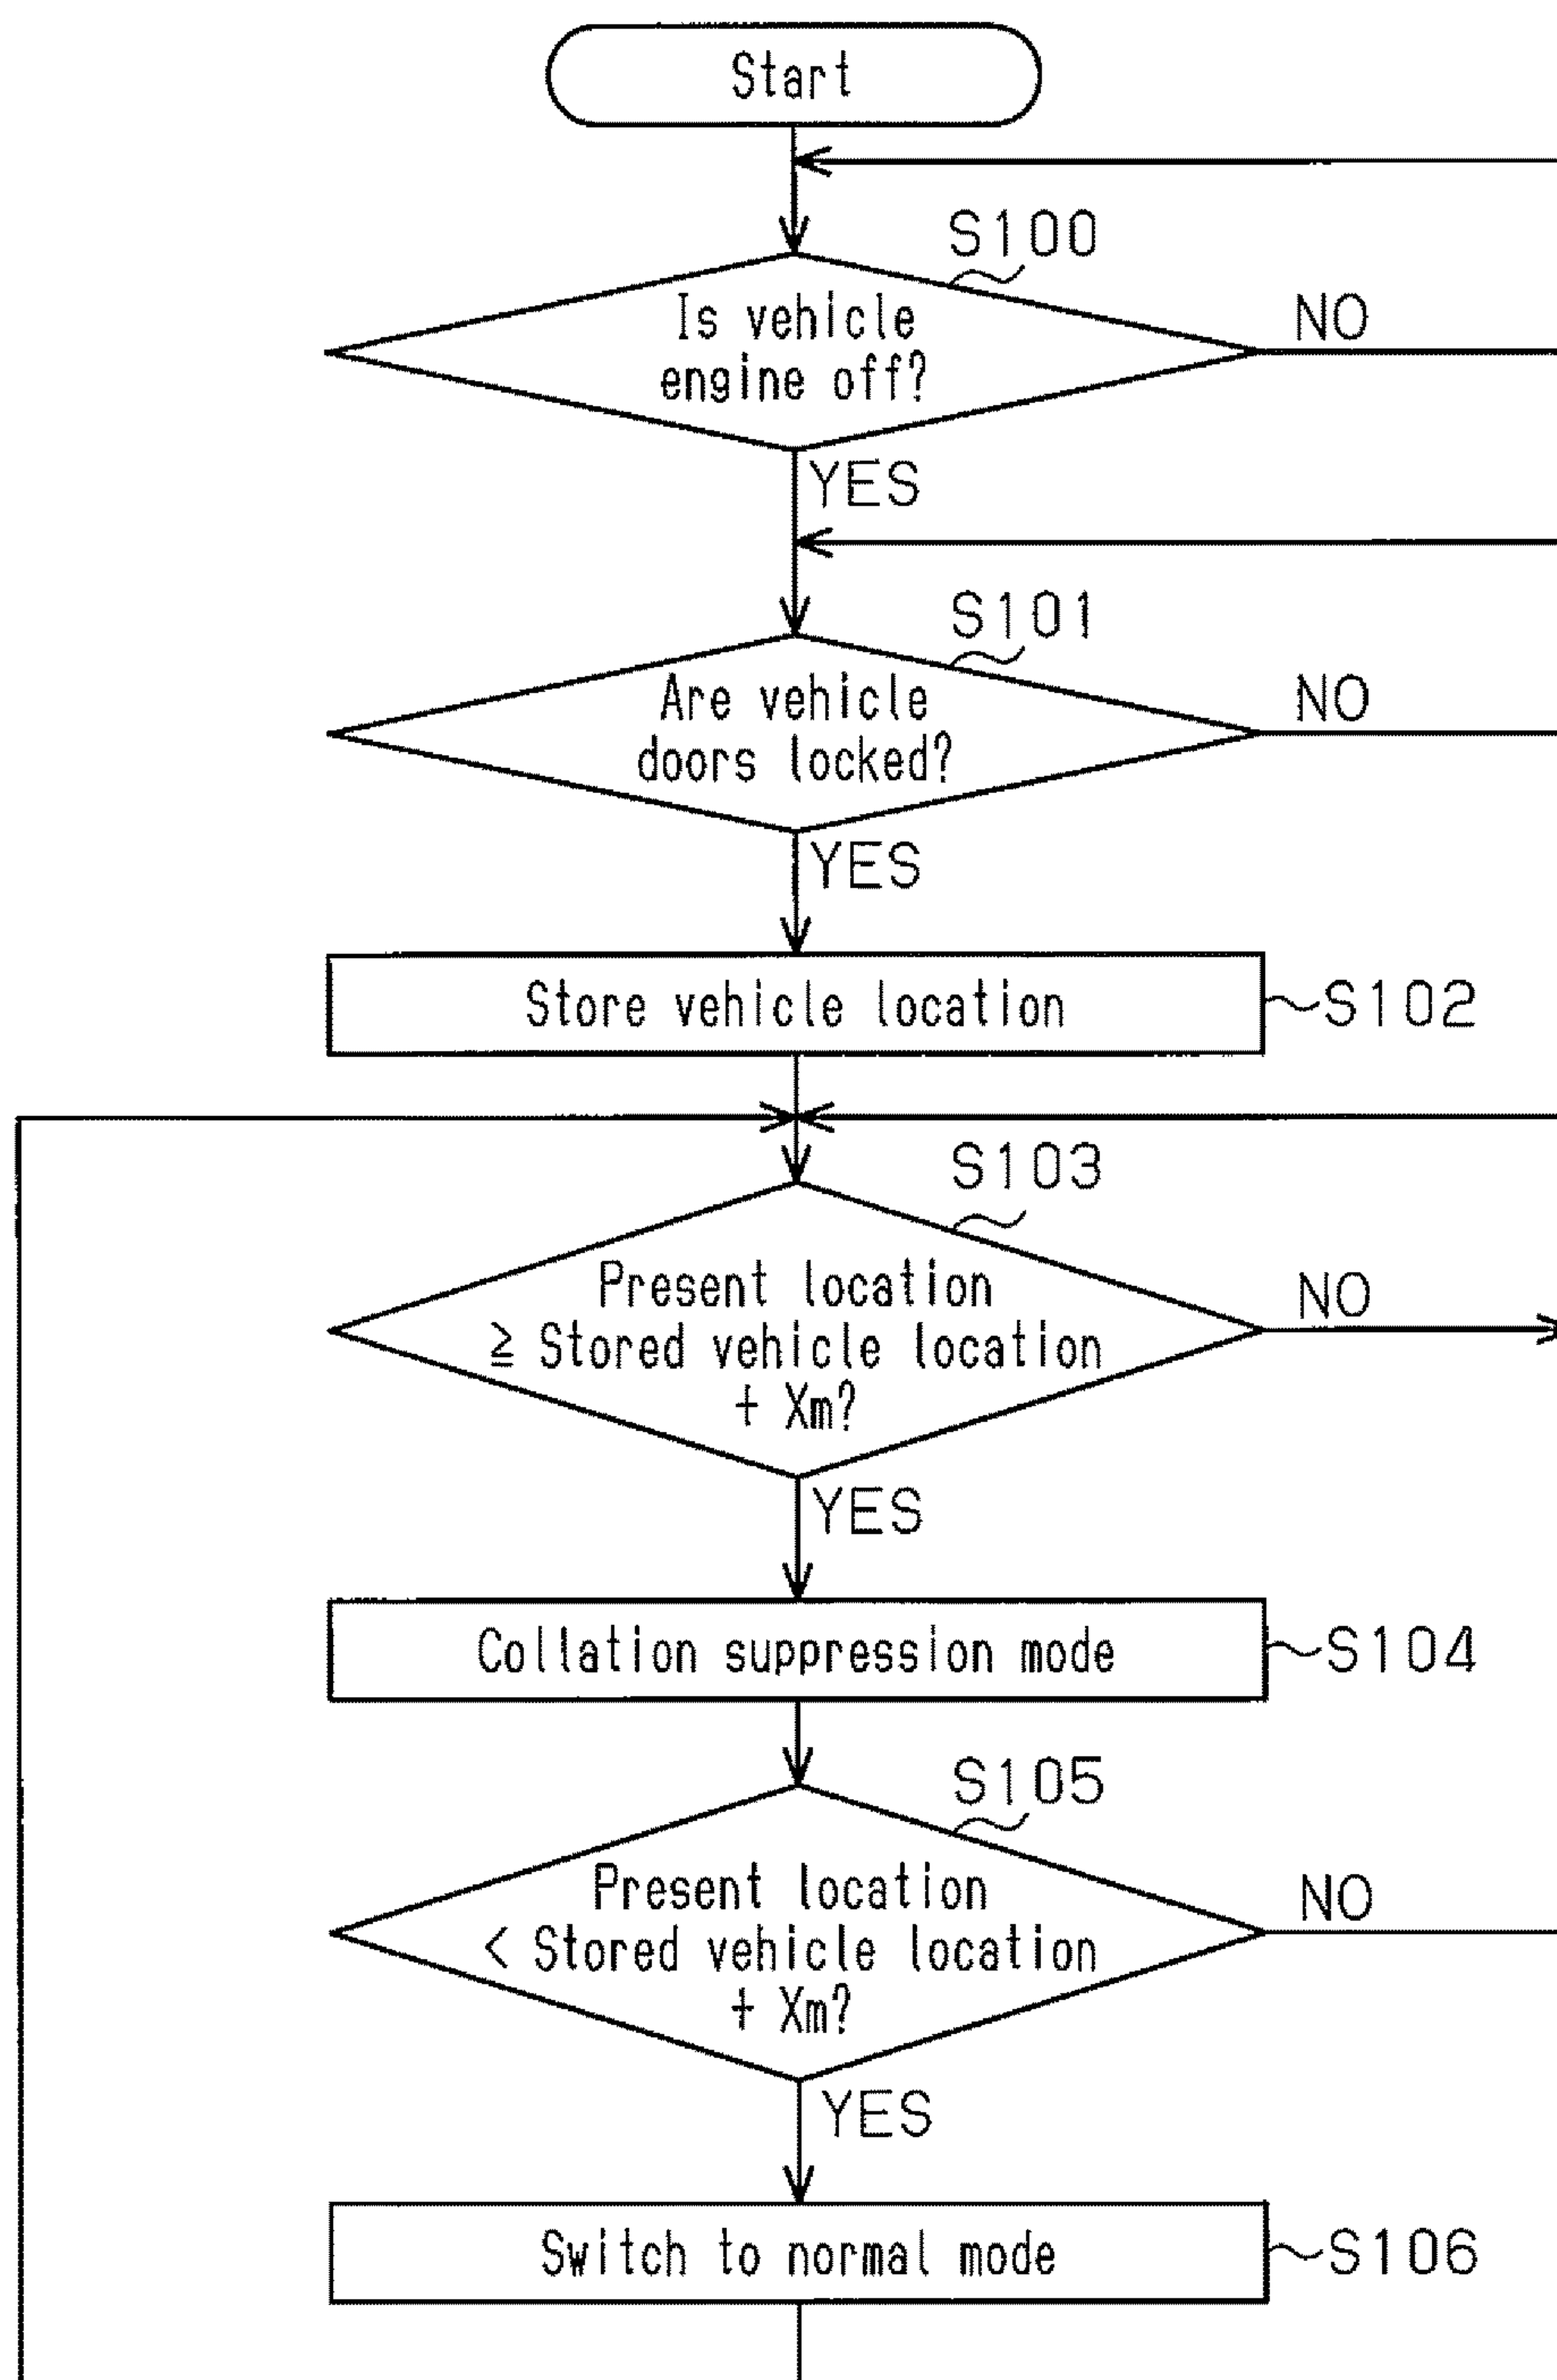 Start
S100
Is vehicle
engine off?
NO
YES
S101
Are vehicle
doors locked?
NO
YES
Store vehicle location
S102
S103
Present location
≧ Stored vehicle location
+ Xm?
NO
YES
Collation suppression mode
S104
S105
Present location
< Stored vehicle location
+ Xm?
NO
YES
Switch to normal mode
S106